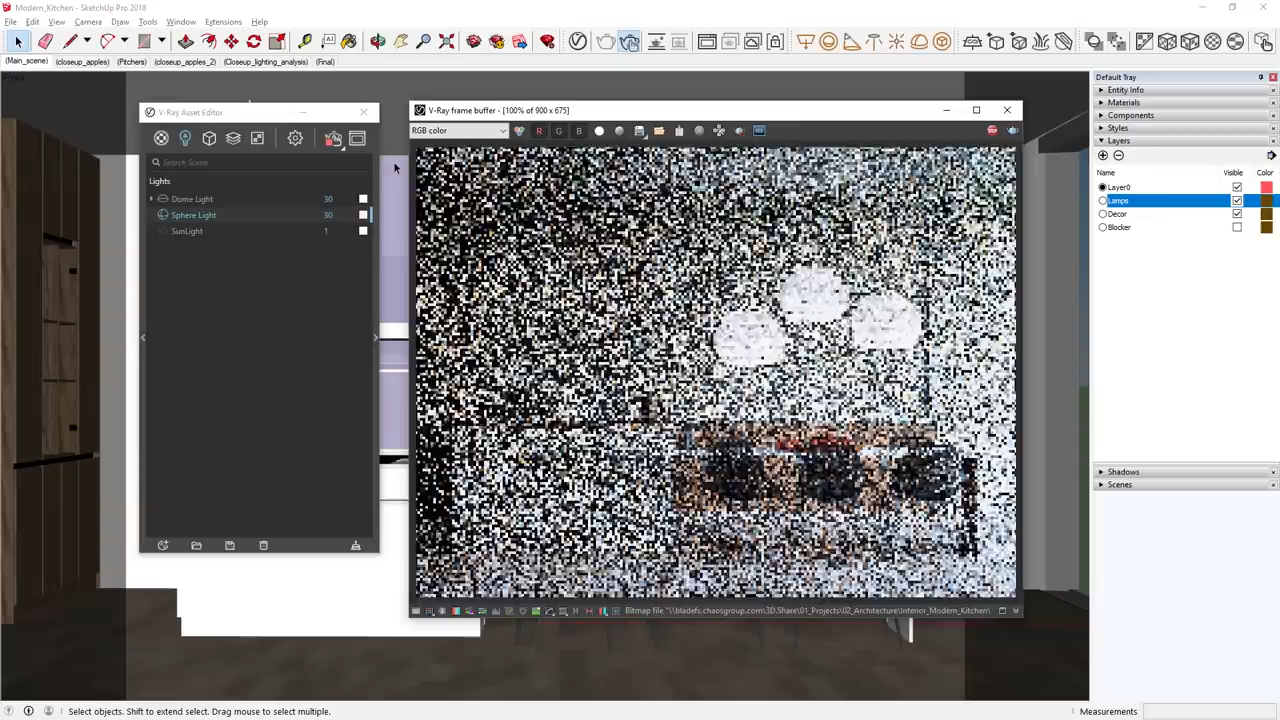 Modern_Kitchen - SketchUp Pro 2018
File Edit View Camera Draw Tools Window Extensions Help
(Main_scene) (closeup_apples) (Pitchers) (closeup_apples_2) (Closeup_lighting_analysis) (Final)
Front
Default Tray
Entity Info
Materials
Components
Styles
Layers
Name Visible Color
Layer0
Lamps
Decor
Blocker
Shadows
Scenes
V-Ray Asset Editor
Search Scene
Lights
Dome Light 30
Sphere Light 30
SunLight 1
V-Ray frame buffer - [100% of 900 x 675]
RGB color R G B
Bitmap file "\\bladefs.chaosgroup.com\3D.Share\01_Projects\02_Architecture\Interior_Modern_Kitchen\
Select objects. Shift to extend select. Drag mouse to select multiple.
Measurements